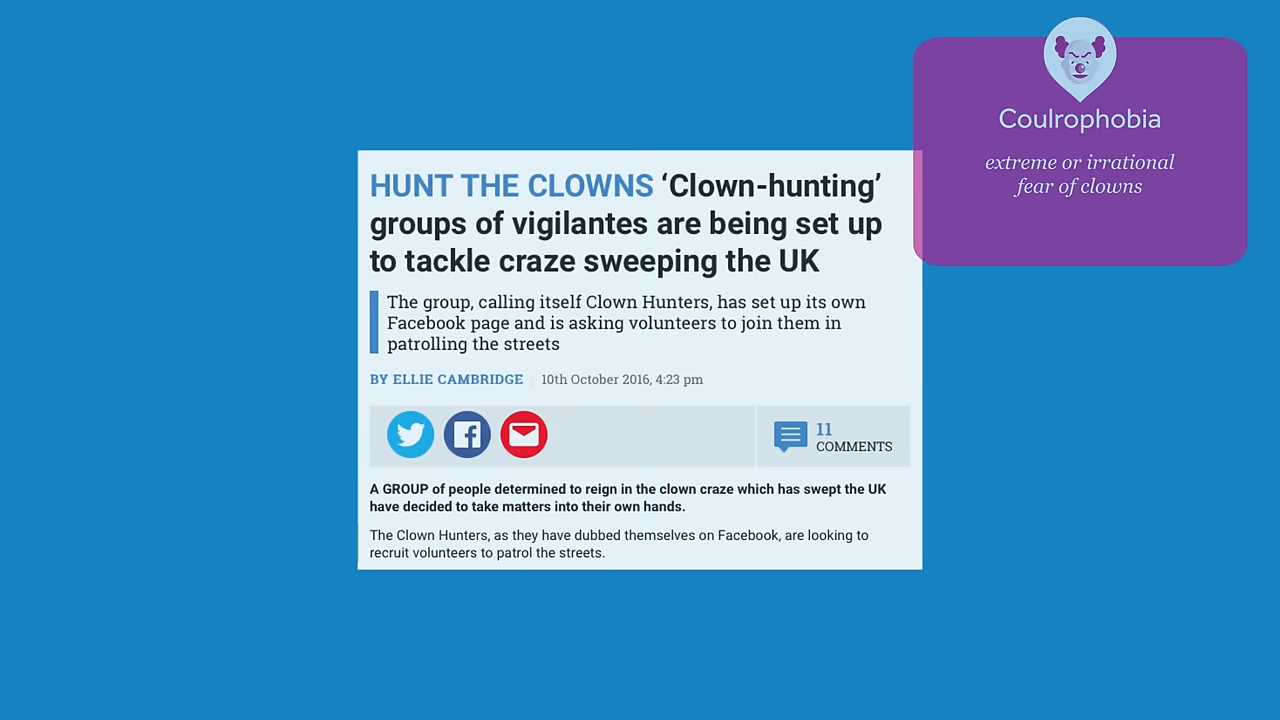 Coulrophobia
extreme or irrational
fear of clowns
HUNT THE CLOWNS ‘Clown-hunting’
groups of vigilantes are being set up
to tackle craze sweeping the UK
The group, calling itself Clown Hunters, has set up its own
Facebook page and is asking volunteers to join them in
patrolling the streets
BY ELLIE CAMBRIDGE 10th October 2016, 4:23 pm
11
COMMENTS
A GROUP of people determined to reign in the clown craze which has swept the UK
have decided to take matters into their own hands.
The Clown Hunters, as they have dubbed themselves on Facebook, are looking to
recruit volunteers to patrol the streets.